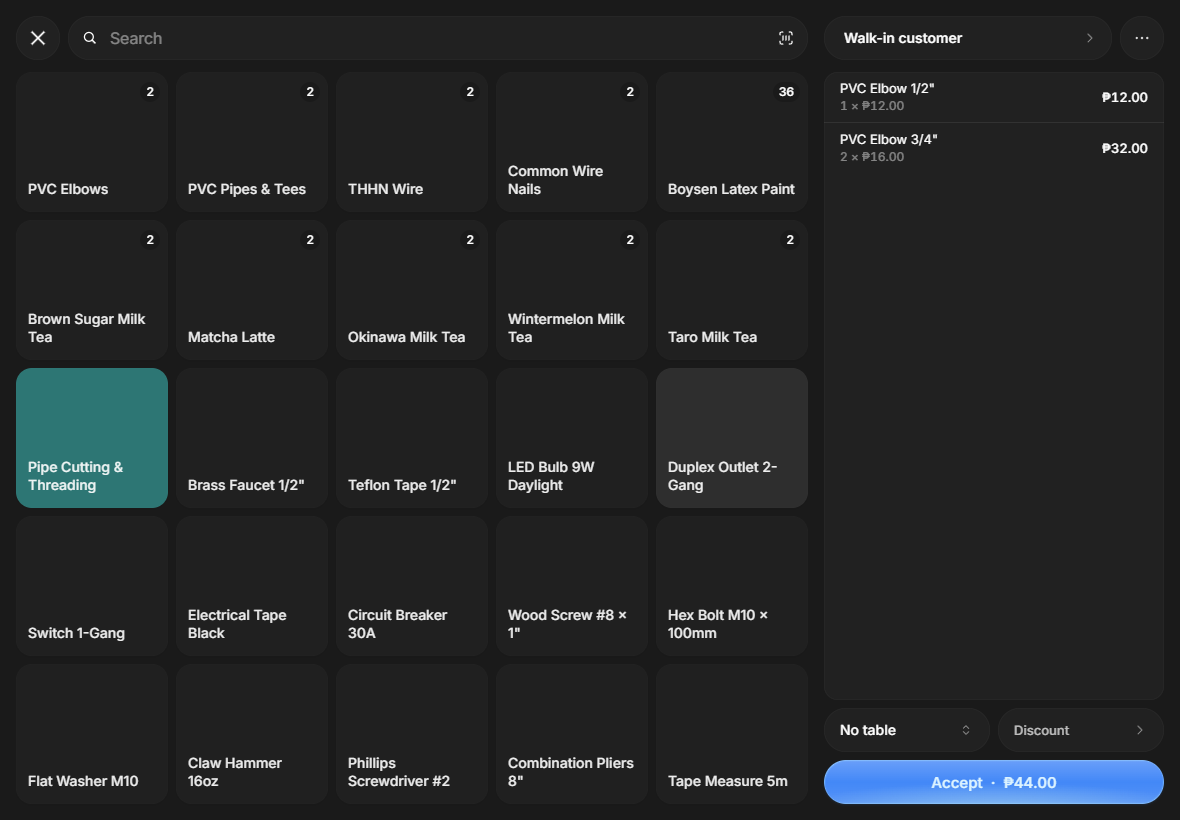 Search
Walk-in customer
2
PVC Elbows
2
PVC Pipes & Tees
2
THHN Wire
2
Common Wire
Nails
36
Boysen Latex Paint
2
Brown Sugar Milk
Tea
2
Matcha Latte
2
Okinawa Milk Tea
2
Wintermelon Milk
Tea
2
Taro Milk Tea
Pipe Cutting &
Threading
Brass Faucet 1/2"
Teflon Tape 1/2"
LED Bulb 9W
Daylight
Duplex Outlet 2-
Gang
Switch 1-Gang
Electrical Tape
Black
Circuit Breaker
30A
Wood Screw #8 ×
1"
Hex Bolt M10 ×
100mm
Flat Washer M10
Claw Hammer
16oz
Phillips
Screwdriver #2
Combination Pliers
8"
Tape Measure 5m
PVC Elbow 1/2"
1 × ₱12.00
₱12.00
PVC Elbow 3/4"
2 × ₱16.00
₱32.00
No table
Discount
Accept · ₱44.00